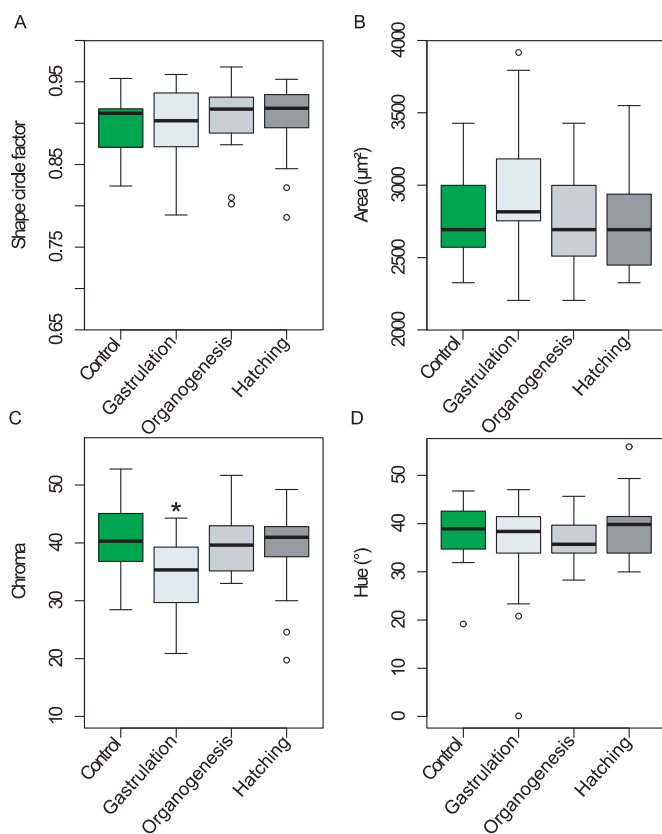 A
Shape circle factor
0.95
0.85
0.75
0.65
Control
Gastrulation
Organogenesis
Hatching
B
Area (µm²)
4000
3500
3000
2500
2000
Control
Gastrulation
Organogenesis
Hatching
C
Chroma
50
40
30
20
10
*
Control
Gastrulation
Organogenesis
Hatching
D
Hue (°)
50
40
30
20
10
0
Control
Gastrulation
Organogenesis
Hatching